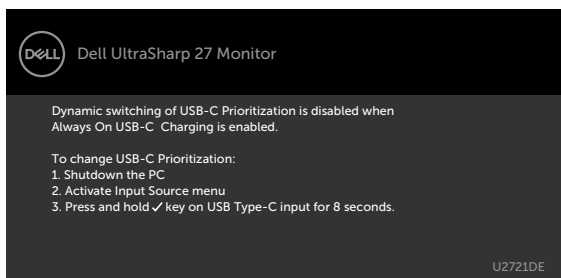 DELL
Dell UltraSharp 27 Monitor
Dynamic switching of USB-C Prioritization is disabled when
Always On USB-C Charging is enabled.
To change USB-C Prioritization:
1. Shutdown the PC
2. Activate Input Source menu
3. Press and hold ✓ key on USB Type-C input for 8 seconds.
U2721DE